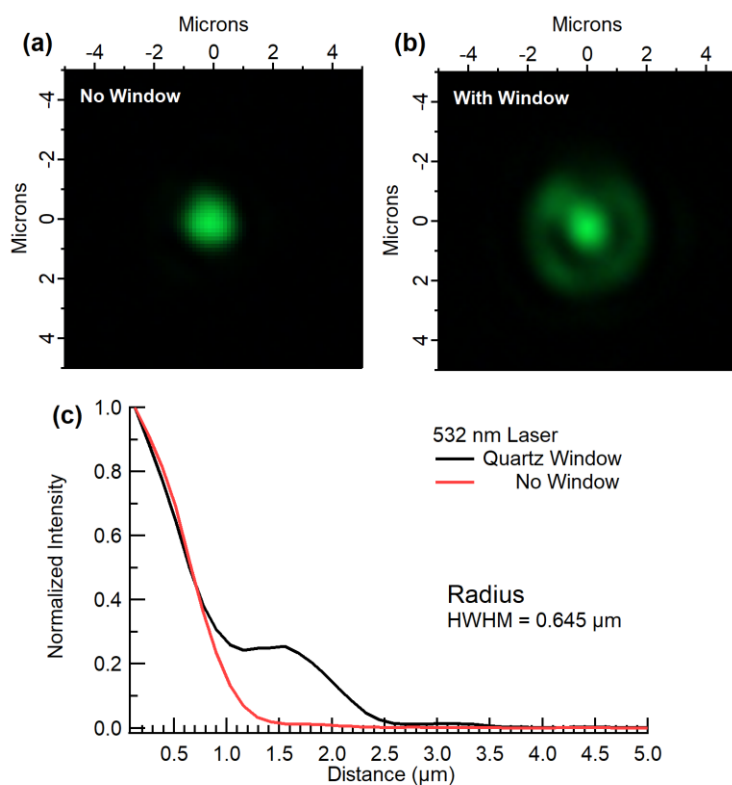 Microns
(a)
-4 -2 0 2 4
No Window
Microns
-4
-2
0
2
4
Microns
(b)
-4 -2 0 2 4
With Window
Microns
-4
-2
0
2
4
(c)
Normalized Intensity
1.0
0.8
0.6
0.4
0.2
0.0
532 nm Laser
Quartz Window
No Window
Radius
HWHM = 0.645 µm
0.5 1.0 1.5 2.0 2.5 3.0 3.5 4.0 4.5 5.0
Distance (µm)